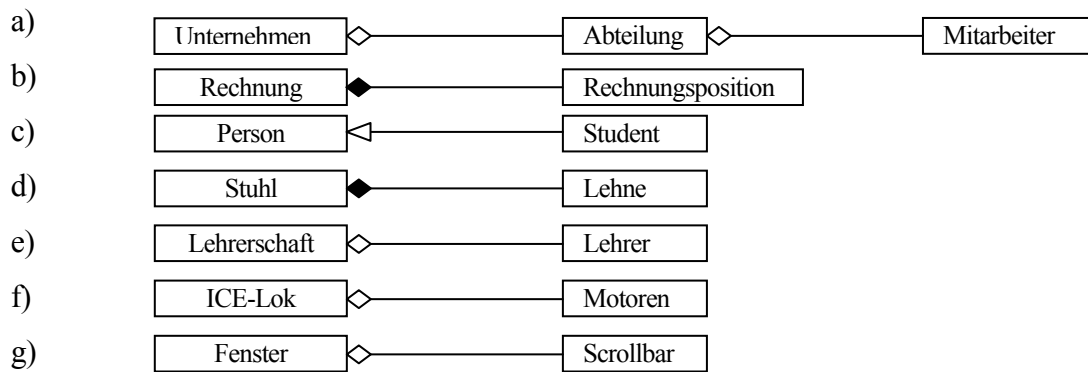 a) Unternehmen Abteilung Mitarbeiter
b) Rechnung Rechnungsposition
c) Person Student
d) Stuhl Lehne
e) Lehrerschaft Lehrer
f) ICE-Lok Motoren
g) Fenster Scrollbar